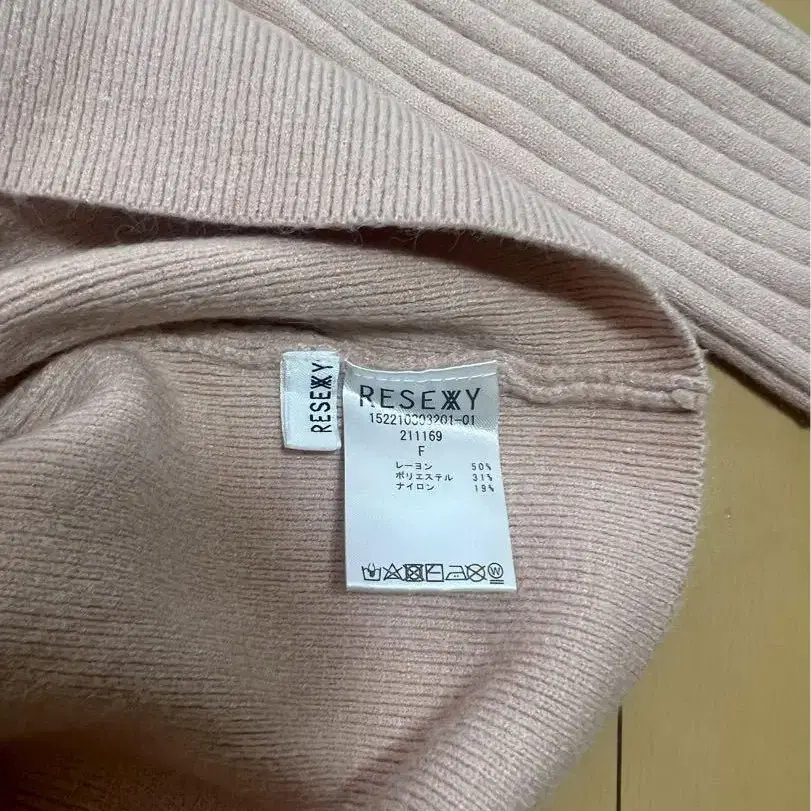 RESEXXY
RESEXXY
152210003201-01
211169
F
レーヨン 50%
ポリエステル 31%
ナイロン 19%
W